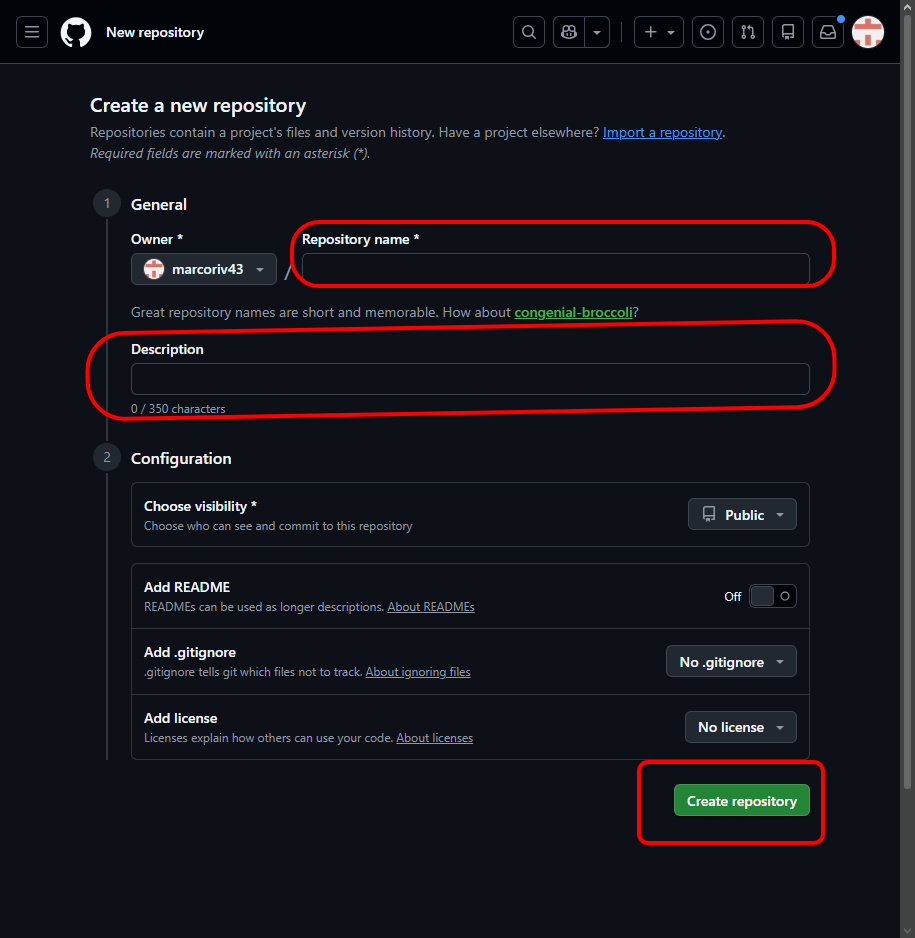 New repository
Create a new repository
Repositories contain a project's files and version history. Have a project elsewhere? Import a repository.
Required fields are marked with an asterisk (*).
1 General
Owner * Repository name *
marcoriv43 /
Great repository names are short and memorable. How about congenial-broccoli?
Description
0 / 350 characters
2 Configuration
Choose visibility *
Choose who can see and commit to this repository
Public
Add README
READMEs can be used as longer descriptions. About READMEs
Off
Add .gitignore
.gitignore tells git which files not to track. About ignoring files
No .gitignore
Add license
Licenses explain how others can use your code. About licenses
No license
Create repository